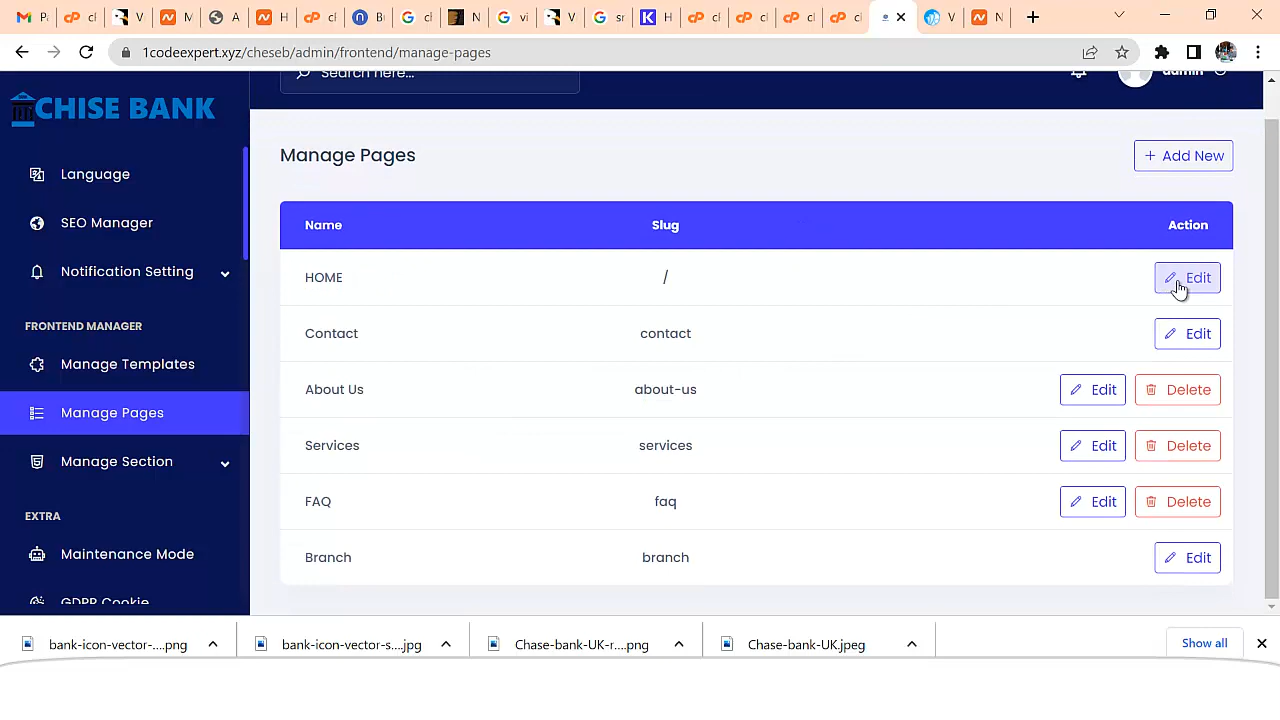 1codeexpert.xyz/cheseb/admin/frontend/manage-pages
Search here...
admin
CHISE BANK
Manage Pages
+ Add New
Language
SEO Manager
Notification Setting
FRONTEND MANAGER
Manage Templates
Manage Pages
Manage Section
EXTRA
Maintenance Mode
GDPR Cookie
Name Slug Action
HOME / Edit
Contact contact Edit
About Us about-us Edit Delete
Services services Edit Delete
FAQ faq Edit Delete
Branch branch Edit
bank-icon-vector-....png
bank-icon-vector-s....jpg
Chase-bank-UK-r....png
Chase-bank-UK.jpeg
Show all